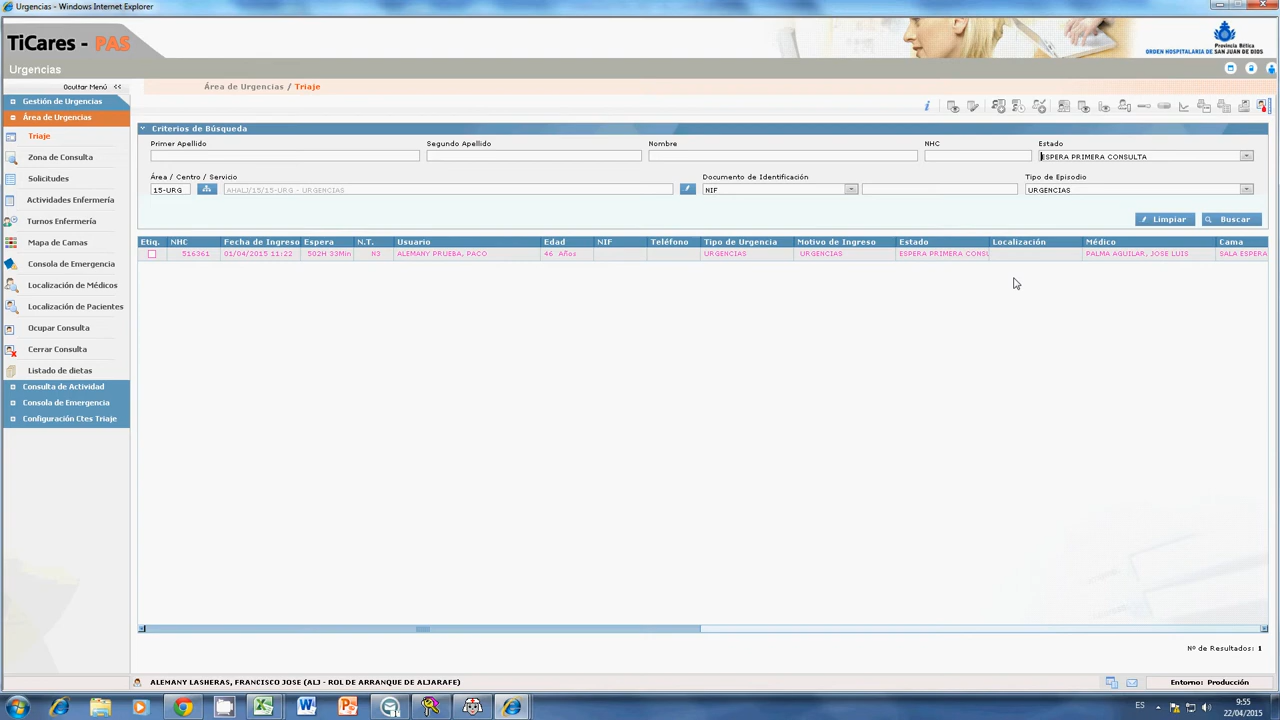 Urgencias - Windows Internet Explorer
TiCares - PAS
Provincia Bética
ORDEN HOSPITALARIA DE SAN JUAN DE DIOS
Urgencias
Ocultar Menú <<
Área de Urgencias / Triaje
Gestión de Urgencias
Área de Urgencias
Triaje
Zona de Consulta
Solicitudes
Actividades Enfermería
Turnos Enfermería
Mapa de Camas
Consola de Emergencia
Localización de Médicos
Localización de Pacientes
Ocupar Consulta
Cerrar Consulta
Listado de dietas
Consulta de Actividad
Consola de Emergencia
Configuración Ctes Triaje
Criterios de Búsqueda
Primer Apellido Segundo Apellido Nombre NHC Estado
ESPERA PRIMERA CONSULTA
Área / Centro / Servicio Documento de Identificación Tipo de Episodio
15-URG AHALJ/15/15-URG - URGENCIAS NIF URGENCIAS
Limpiar Buscar
Etiq. NHC Fecha de Ingreso Espera N.T. Usuario Edad NIF Teléfono Tipo de Urgencia Motivo de Ingreso Estado Localización Médico Cama
516361 01/04/2015 11:22 502H 33Min N3 ALEMANY PRUEBA, PACO 46 Años URGENCIAS URGENCIAS ESPERA PRIMERA CONSU PALMA AGUILAR, JOSE LUIS SALA ESPERA
Nº de Resultados: 1
ALEMANY LASHERAS, FRANCISCO JOSE (ALJ - ROL DE ARRANQUE DE ALJARAFE) Entorno: Producción
ES 9:55
22/04/2015